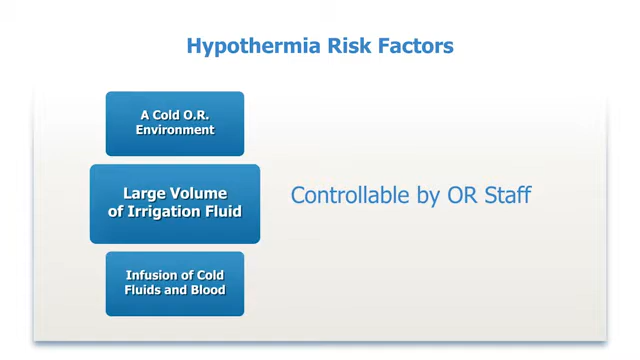 Hypothermia Risk Factors
A Cold O.R.
Environment
Large Volume
of Irrigation Fluid
Controllable by OR Staff
Infusion of Cold
Fluids and Blood